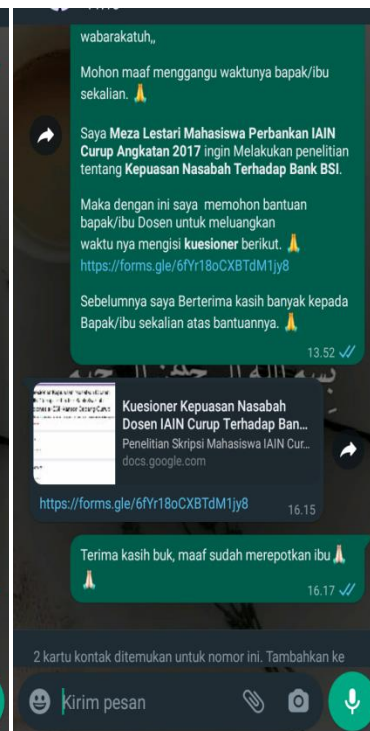 wabarakatuh,,
Mohon maaf menggangu waktunya bapak/ibu
sekalian. 🙏
Saya Meza Lestari Mahasiswa Perbankan IAIN
Curup Angkatan 2017 ingin Melakukan penelitian
tentang Kepuasan Nasabah Terhadap Bank BSI.
Maka dengan ini saya memohon bantuan
bapak/ibu Dosen untuk meluangkan
waktu nya mengisi kuesioner berikut. 🙏
https://forms.gle/6fYr18oCXBTdM1jy8
Sebelumnya saya Berterima kasih banyak kepada
Bapak/ibu sekalian atas bantuannya. 🙏
13.52
Kuesioner Kepuasan Nasabah
Dosen IAIN Curup Terhadap Ban...
Penelitian Skripsi Mahasiswa IAIN Cur...
docs.google.com
https://forms.gle/6fYr18oCXBTdM1jy8
16.15
Terima kasih buk, maaf sudah merepotkan ibu 🙏🏻
🙏🏻
16.17
2 kartu kontak ditemukan untuk nomor ini. Tambahkan ke
Kirim pesan